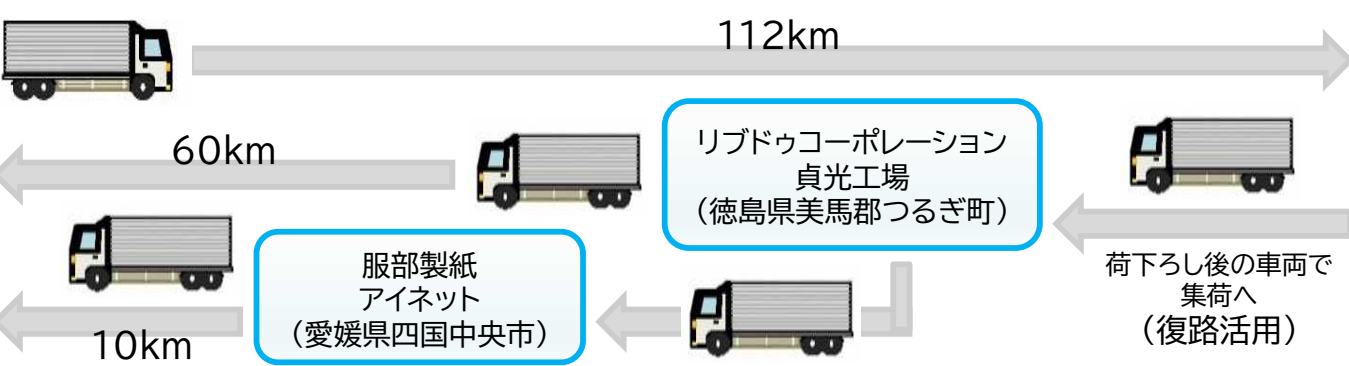 112km
60km
リブドゥコーポレーション
貞光工場
（徳島県美馬郡つるぎ町）
荷下ろし後の車両で
集荷へ
（復路活用）
服部製紙
アイネット
（愛媛県四国中央市）
10km